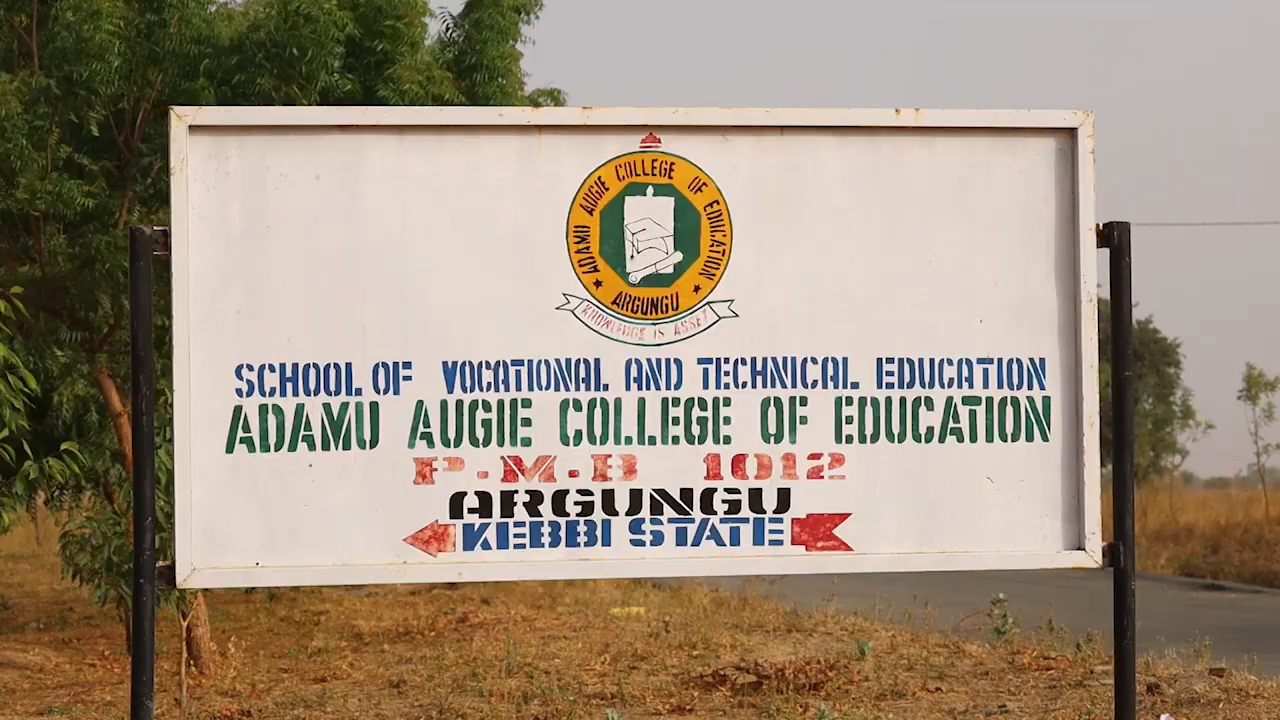 ADAMU AUGIE COLLEGE OF EDUCATION
ARGUNGU
KNOWLEDGE IS ASSET
SCHOOL OF VOCATIONAL AND TECHNICAL EDUCATION
ADAMU AUGIE COLLEGE OF EDUCATION
P.M.B 1012
ARGUNGU
KEBBI STATE